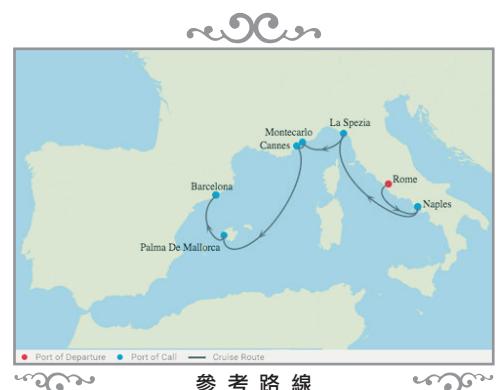 La Spezia
Montecarlo
Cannes
Rome
Barcelona
Naples
Palma De Mallorca
Port of Departure Port of Call Cruise Route
參考路線